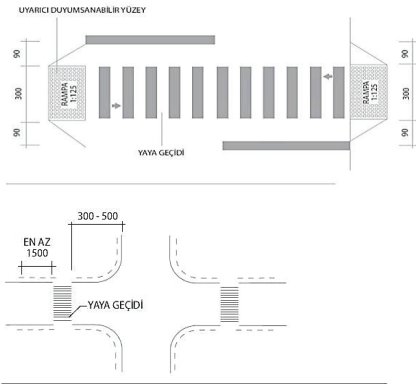 UYARICI DUYUMSANABİLİR YÜZEY
90
300
90
RAMPA
1:125
RAMPA
1:125
90
300
90
YAYA GEÇİDİ
300 - 500
EN AZ
1500
YAYA GEÇİDİ